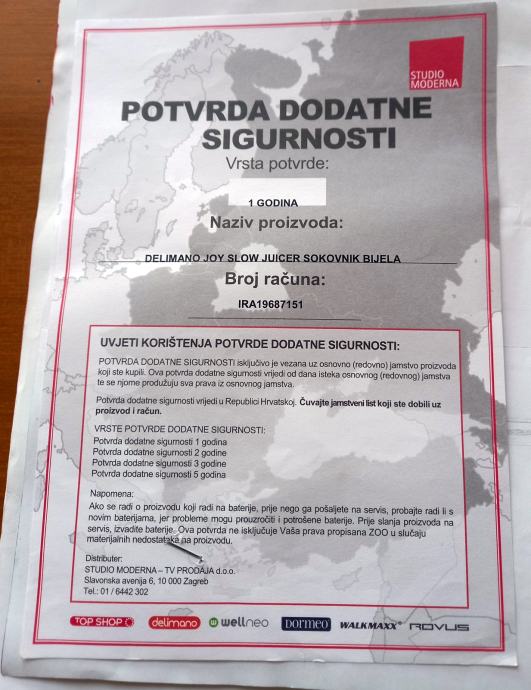 STUDIO
MODERNA
POTVRDA DODATNE
SIGURNOSTI
Vrsta potvrde:
1 GODINA
Naziv proizvoda:
DELIMANO JOY SLOW JUICER SOKOVNIK BIJELA
Broj računa:
IRA19687151
UVJETI KORIŠTENJA POTVRDE DODATNE SIGURNOSTI:
POTVRDA DODATNE SIGURNOSTI isključivo je vezana uz osnovno (redovno) jamstvo proizvoda
koji ste kupili. Ova potvrda dodatne sigurnosti vrijedi od dana isteka osnovnog (redovnog) jamstva
te se njome produžuju sva prava iz osnovnog jamstva.
Potvrda dodatne sigurnosti vrijedi u Republici Hrvatskoj. Čuvajte jamstveni list koji ste dobili uz
proizvod i račun.
VRSTE POTVRDE DODATNE SIGURNOSTI:
Potvrda dodatne sigurnosti 1 godina
Potvrda dodatne sigurnosti 2 godine
Potvrda dodatne sigurnosti 3 godine
Potvrda dodatne sigurnosti 5 godina
Napomena:
Ako se radi o proizvodu koji radi na baterije, prije nego ga pošaljete na servis, probajte radi li s
novim baterijama, jer probleme mogu prouzročiti i potrošene baterije. Prije slanja proizvoda na
servis, izvadite baterije. Ova potvrda ne isključuje Vaša prava propisana ZOO u slučaju
materijalnih nedostataka na proizvodu.
Distributer:
STUDIO MODERNA – TV PRODAJA d.o.o.
Slavonska avenija 6, 10 000 Zagreb
Tel.: 01 / 6442 302
TOP SHOP delimano wellneo DORMEO WALKMAXX® ROVUS